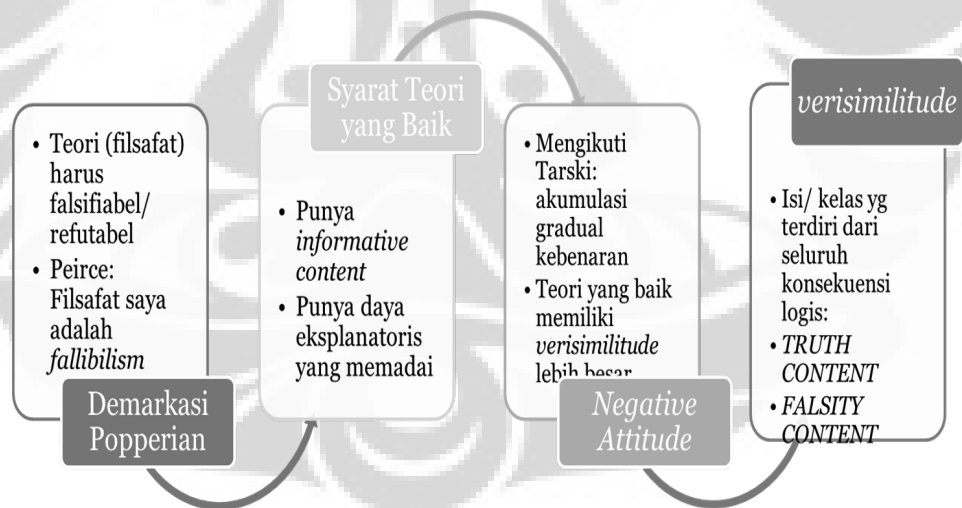 • Teori (filsafat)
harus
falsifiabel/
refutabel
• Peirce:
Filsafat saya
adalah
fallibilism
Demarkasi
Popperian
Syarat Teori
yang Baik
• Punya
informative
content
• Punya daya
eksplanatoris
yang memadai
• Mengikuti
Tarski:
akumulasi
gradual
kebenaran
• Teori yang baik
memiliki
verisimilitude
lebih besar
Negative
Attitude
verisimilitude
• Isi/ kelas yg
terdiri dari
seluruh
konsekuensi
logis:
• TRUTH
CONTENT
• FALSITY
CONTENT